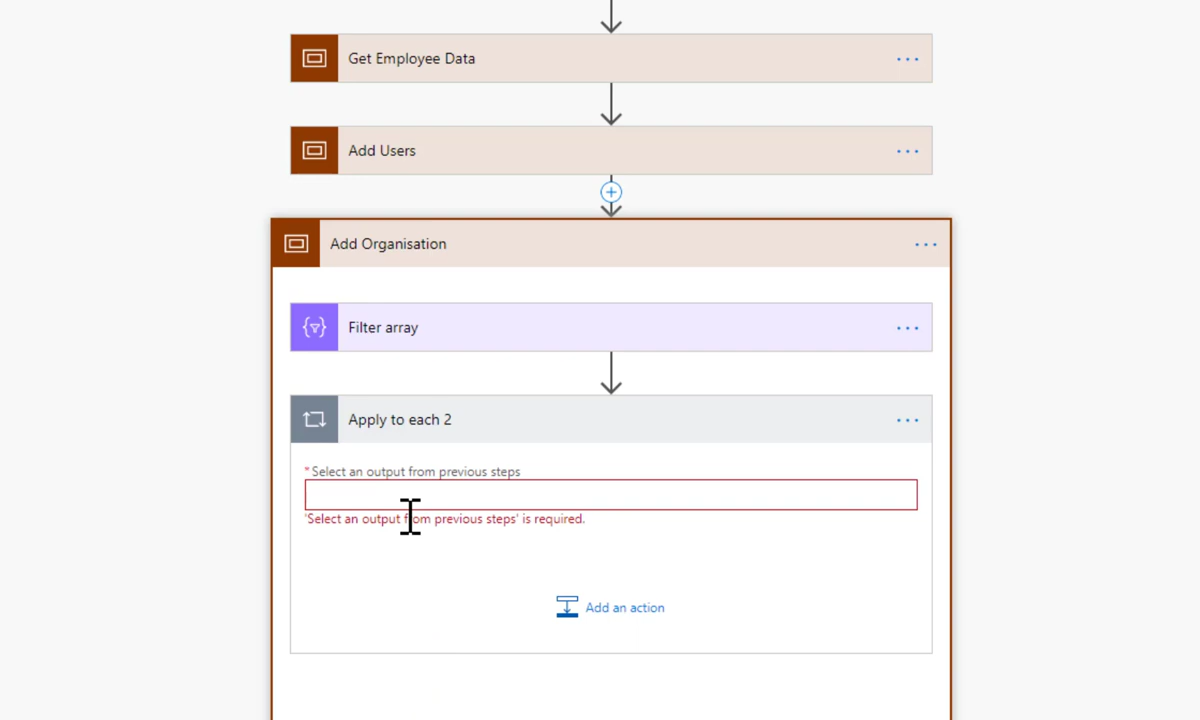 Get Employee Data
Add Users
Add Organisation
Filter array
Apply to each 2
* Select an output from previous steps
'Select an output from previous steps' is required.
Add an action